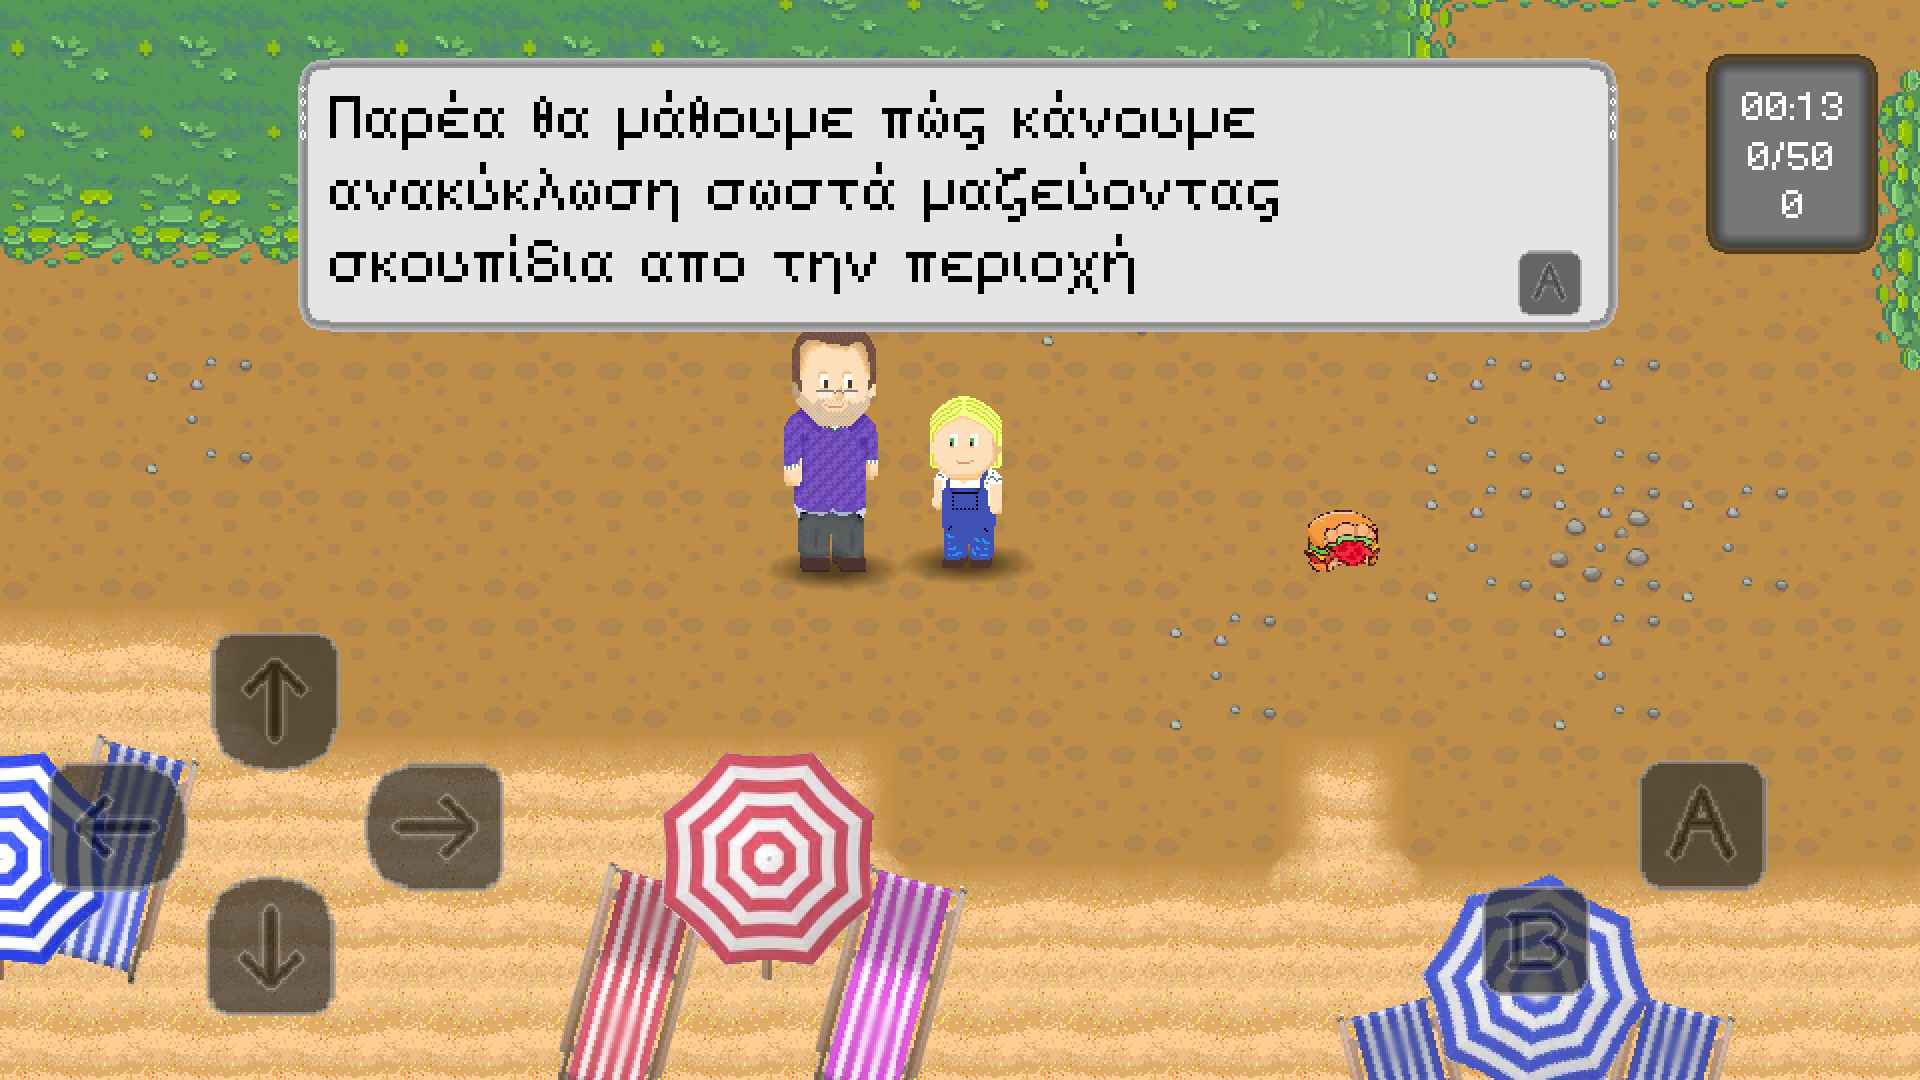 Παρέα θα μάθουμε πώς κάνουμε
ανακύκλωση σωστά μαζεύοντας
σκουπίδια απο την περιοχή
A
00:13
0/50
0
A
B